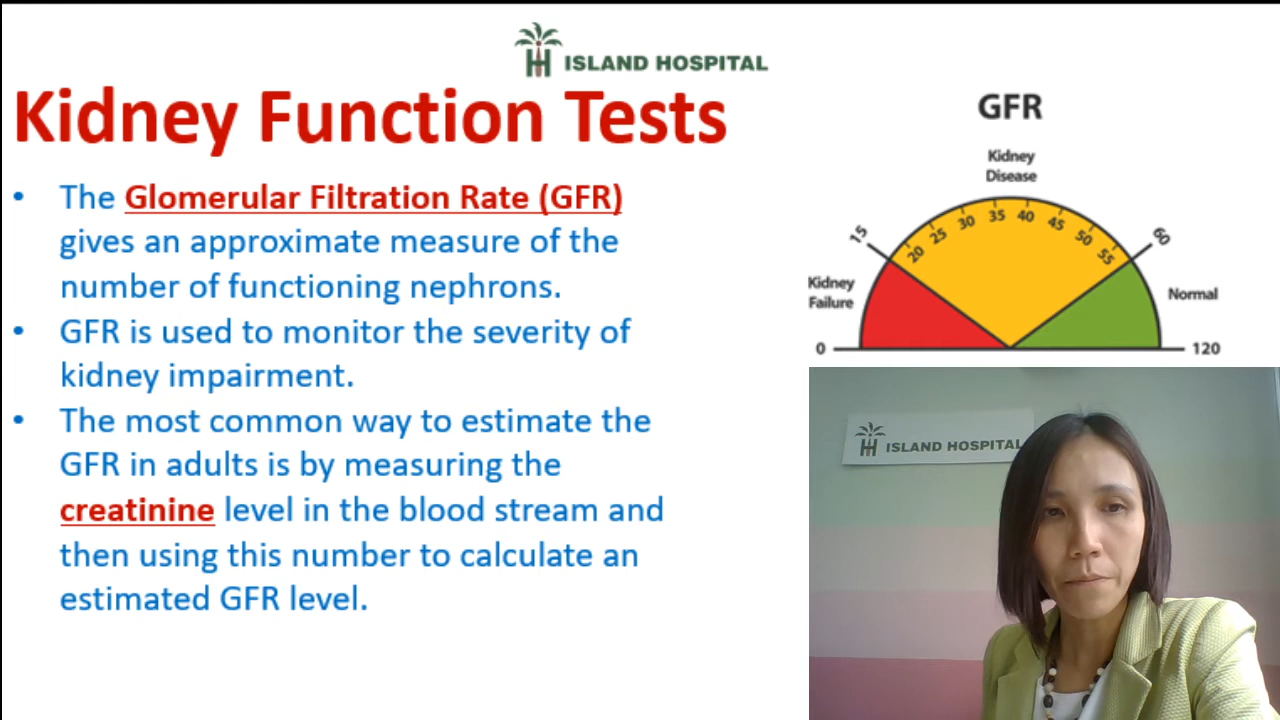 ISLAND HOSPITAL
Kidney Function Tests
• The Glomerular Filtration Rate (GFR)
gives an approximate measure of the
number of functioning nephrons.
• GFR is used to monitor the severity of
kidney impairment.
• The most common way to estimate the
GFR in adults is by measuring the
creatinine level in the blood stream and
then using this number to calculate an
estimated GFR level.
GFR
Kidney
Disease
15
20
25
30
35
40
45
50
55
60
Kidney
Failure
Normal
0
120
ISLAND HOSPITAL